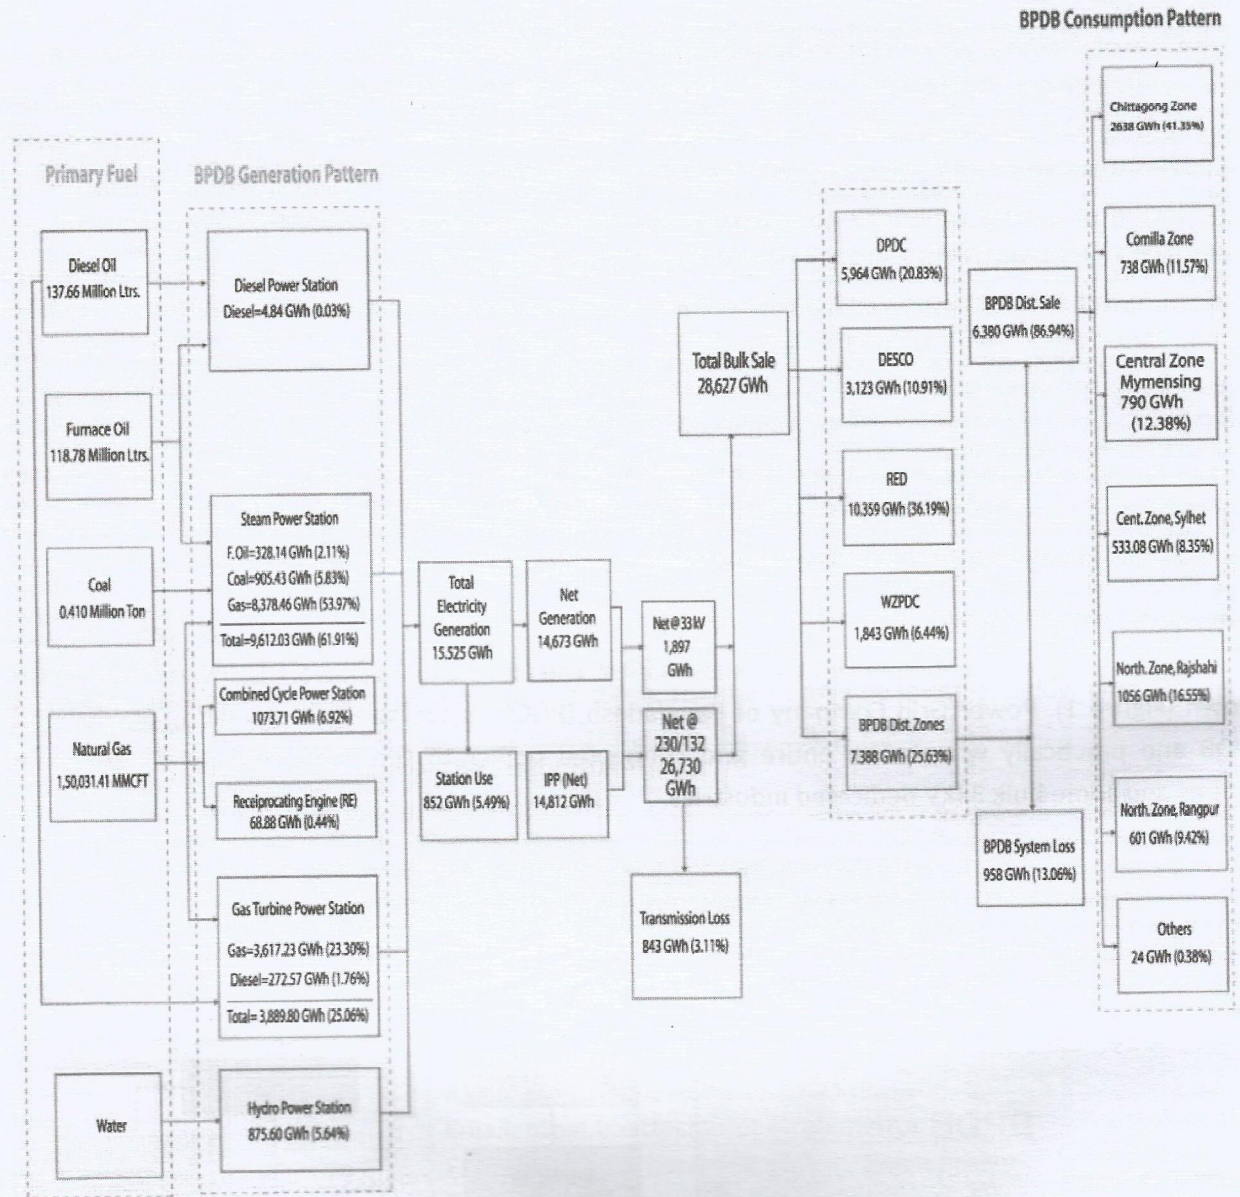 BPDB Consumption Pattern
Primary Fuel
Diesel Oil
137.66 Million Ltrs.
Furnace Oil
118.78 Million Ltrs.
Coal
0.410 Million Ton
Natural Gas
1,50,031.41 MMCFT
Water
BPDB Generation Pattern
Diesel Power Station
Diesel=4.84 GWh (0.03%)
Steam Power Station
F. Oil=328.14 GWh (2.11%)
Coal=905.43 GWh (5.83%)
Gas=8,378.46 GWh (53.97%)
Total=9,612.03 GWh (61.91%)
Combined Cycle Power Station
1073.71 GWh (6.92%)
Receiprocating Engine (RE)
68.88 GWh (0.44%)
Gas Turbine Power Station
Gas=3,617.23 GWh (23.30%)
Diesel=272.57 GWh (1.76%)
Total= 3,889.80 GWh (25.06%)
Hydro Power Station
875.60 GWh (5.64%)
Total
Electricity
Generation
15.525 GWh
Station Use
852 GWh (5.49%)
Net
Generation
14,673 GWh
IPP (Net)
14,812 GWh
Net @ 33 kV
1,897
GWh
Net @
230/132
26,730
GWh
Transmission Loss
843 GWh (3.11%)
Total Bulk Sale
28,627 GWh
DPDC
5,964 GWh (20.83%)
DESCO
3,123 GWh (10.91%)
RED
10.359 GWh (36.19%)
WZPDC
1,843 GWh (6.44%)
BPDB Dist. Zones
7.388 GWh (25.63%)
BPDB Dist. Sale
6.380 GWh (86.94%)
BPDB System Loss
958 GWh (13.06%)
Chittagong Zone
2638 GWh (41.35%)
Comilla Zone
738 GWh (11.57%)
Central Zone
Mymensing
790 GWh
(12.38%)
Cent. Zone, Sylhet
533.08 GWh (8.35%)
North. Zone, Rajshahi
1056 GWh (16.55%)
North. Zone, Rangpur
601 GWh (9.42%)
Others
24 GWh (0.38%)